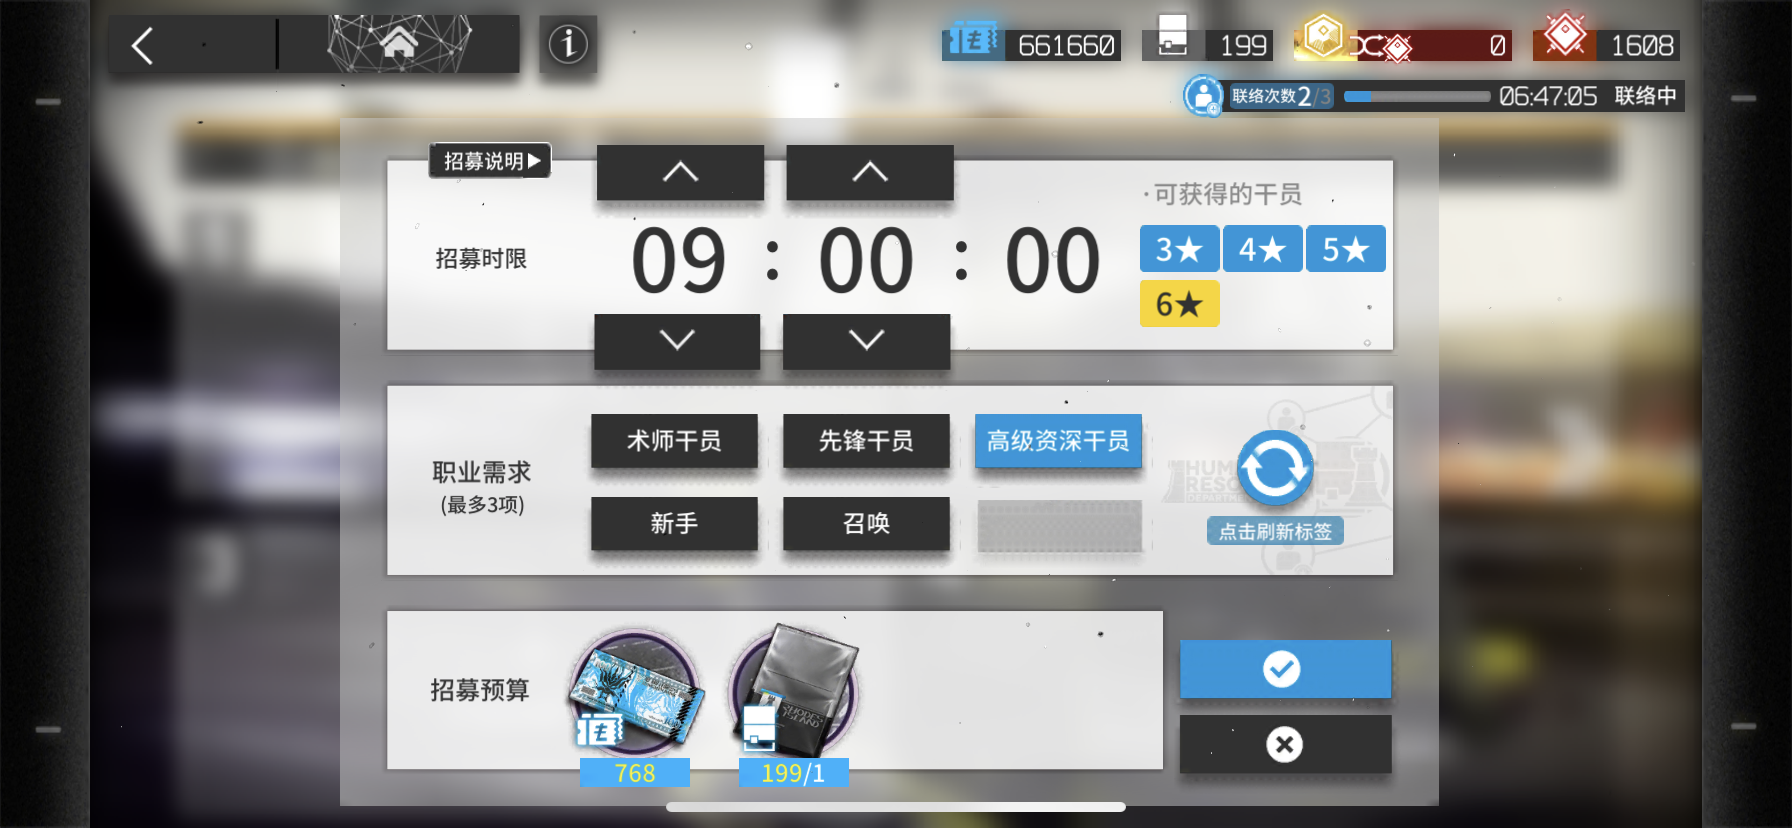 661660
199
0
1608
联络次数2/3
06:47:05 联络中
招募说明
招募时限
09:00:00
·可获得的干员
3★ 4★ 5★
6★
职业需求
(最多3项)
术师干员 先锋干员 高级资深干员
新手 召唤
点击刷新标签
招募预算
RHODES
ISLAND
768
199/1